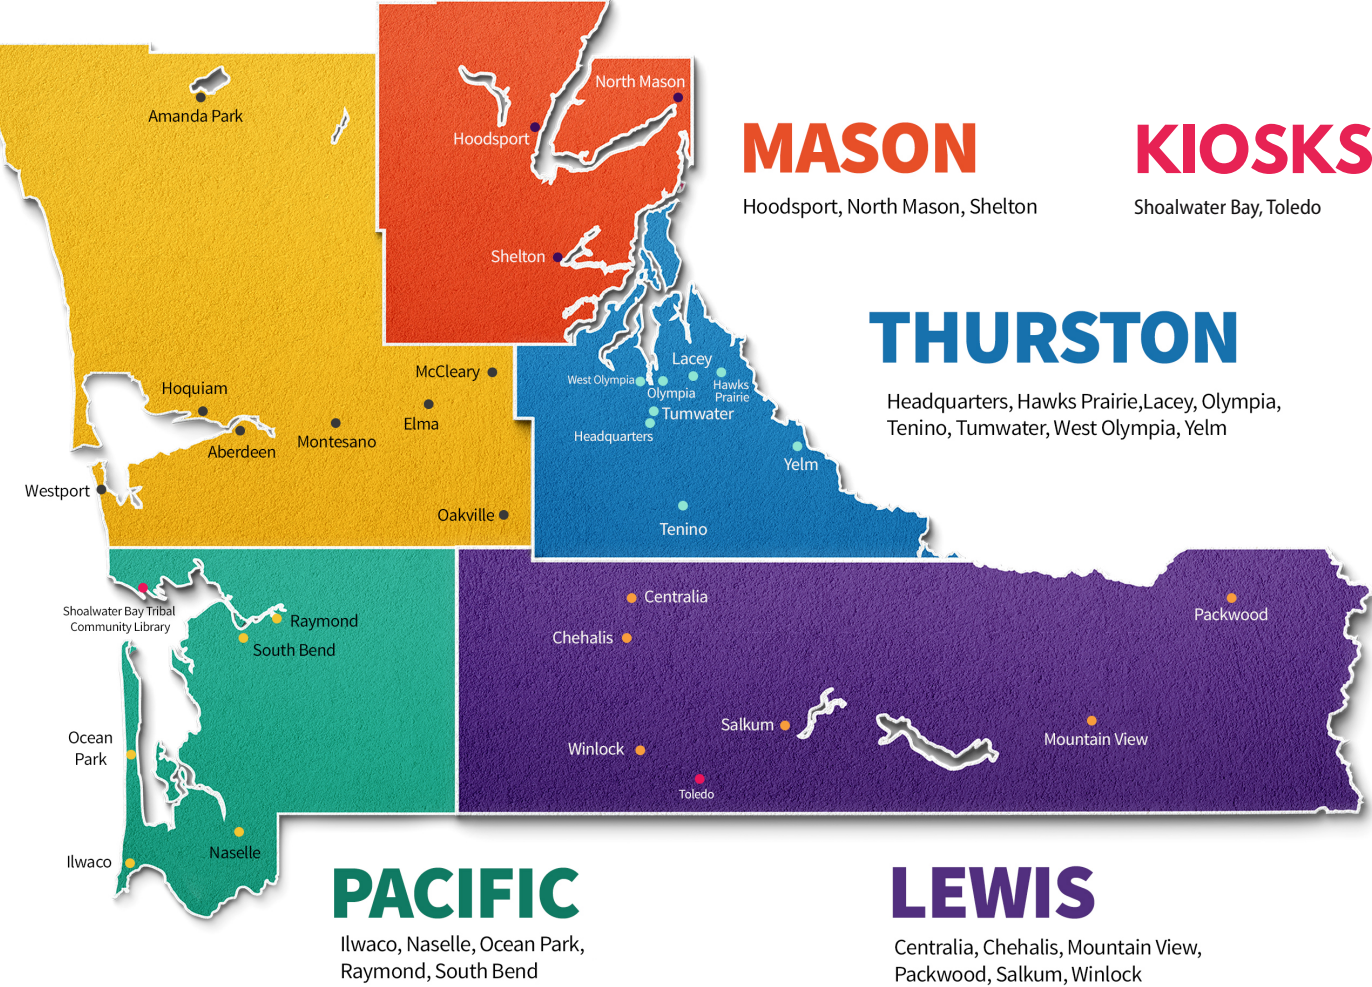 North Mason
Amanda Park
Hoodsport
MASON
Hoodsport, North Mason, Shelton
KIOSKS
Shoalwater Bay, Toledo
Shelton
THURSTON
Headquarters, Hawks Prairie,Lacey, Olympia,
Tenino, Tumwater, West Olympia, Yelm
McCleary
Hoquiam
Elma
Montesano
Aberdeen
Westport
Oakville
Lacey
West Olympia
Olympia
Hawks
Prairie
Tumwater
Headquarters
Yelm
Tenino
Shoalwater Bay Tribal
Community Library
Raymond
South Bend
Ocean
Park
Ilwaco
Naselle
Centralia
Chehalis
Packwood
Salkum
Winlock
Mountain View
Toledo
PACIFIC
Ilwaco, Naselle, Ocean Park,
Raymond, South Bend
LEWIS
Centralia, Chehalis, Mountain View,
Packwood, Salkum, Winlock